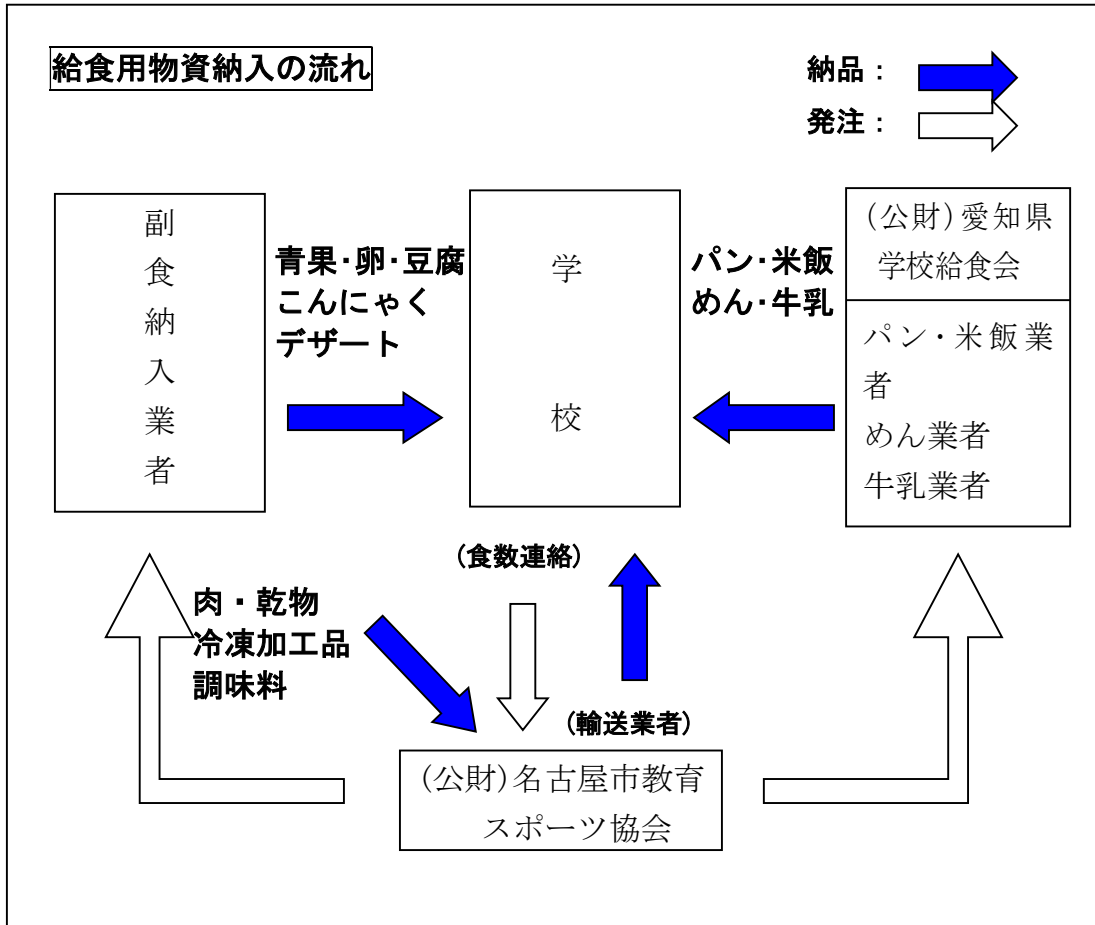 給食用物資納入の流れ
納品：
発注：
副食納入業者
青果・卵・豆腐
こんにゃく
デザート
学校
パン・米飯
めん・牛乳
(公財)愛知県
学校給食会
パン・米飯業
者
めん業者
牛乳業者
(食数連絡)
肉・乾物
冷凍加工品
調味料
(輸送業者)
(公財)名古屋市教育
スポーツ協会